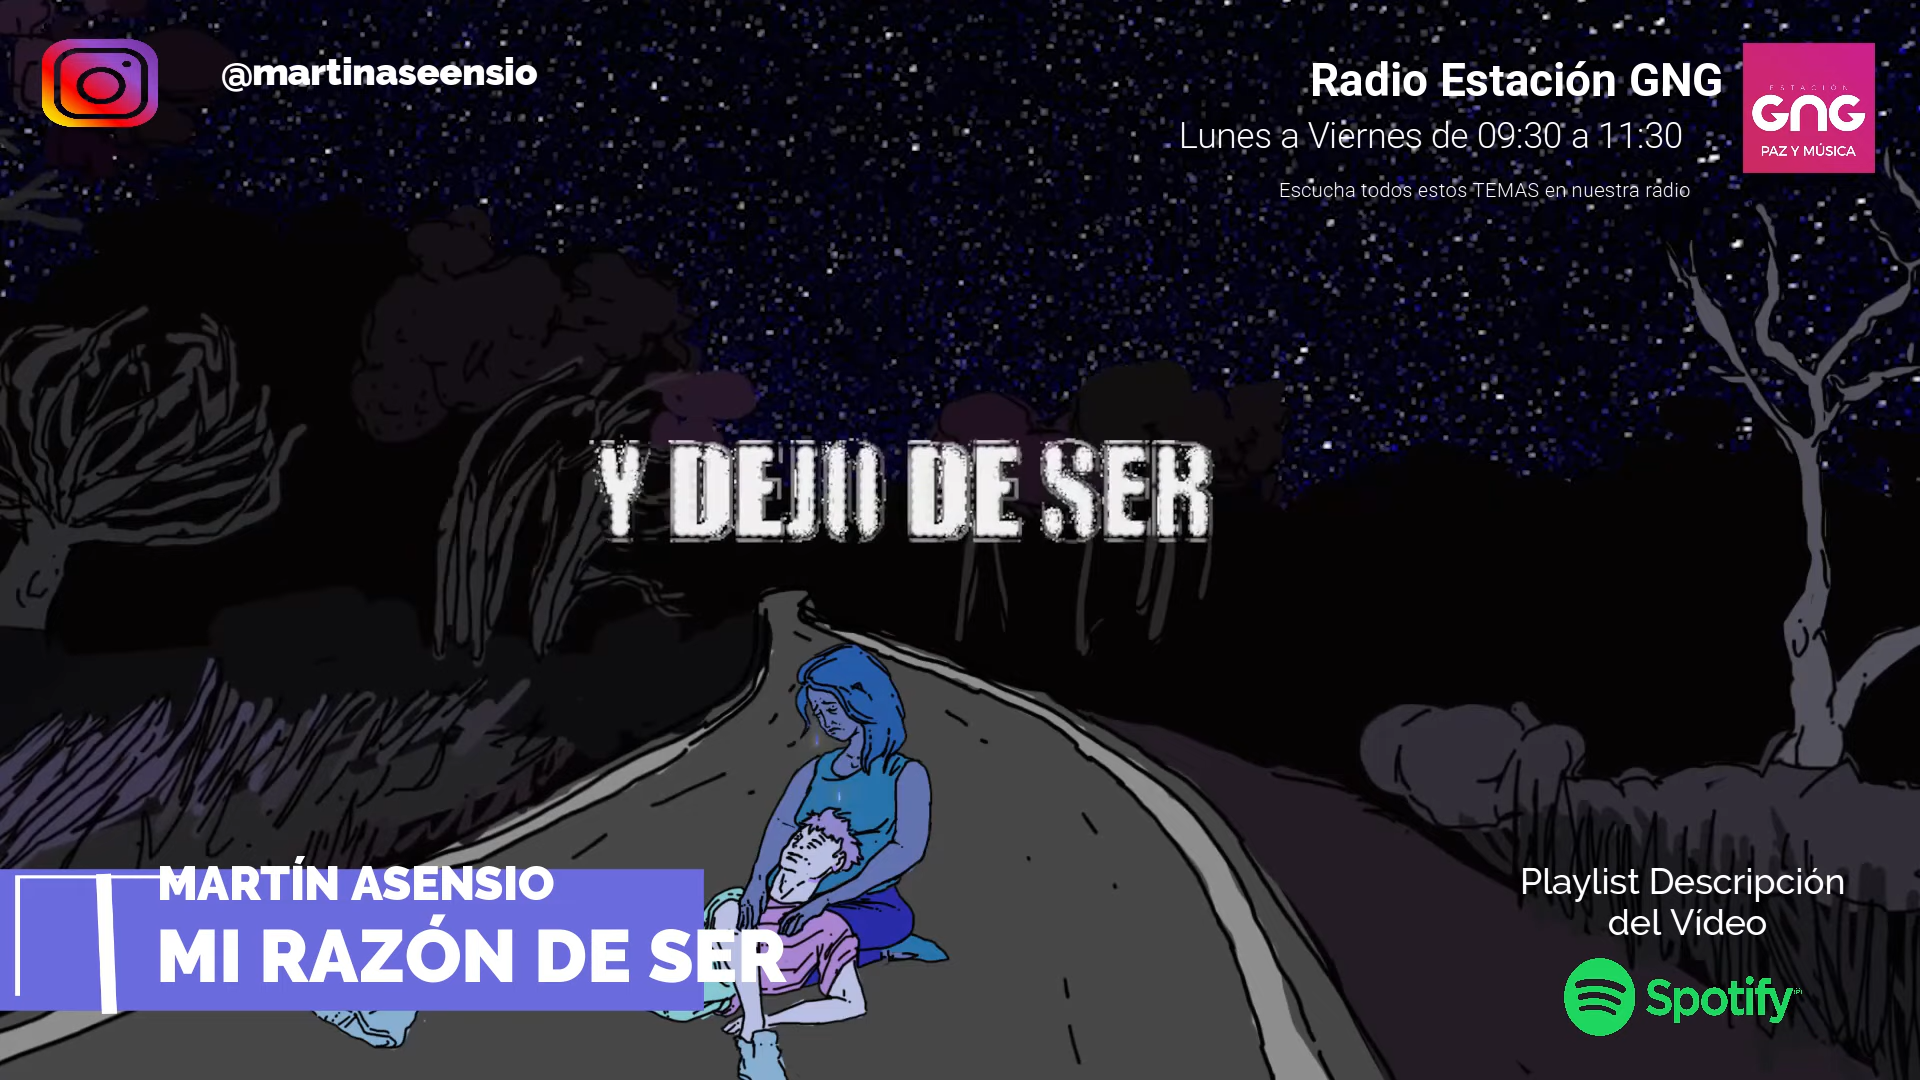 @martinaseensio
Radio Estación GNG
Lunes a Viernes de 09:30 a 11:30
Escucha todos estos TEMAS en nuestra radio
ESTACIÓN
GNG
PAZ Y MÚSICA
Y DEJO DE SER
MARTÍN ASENSIO
MI RAZÓN DE SER
Playlist Descripción
del Vídeo
Spotify